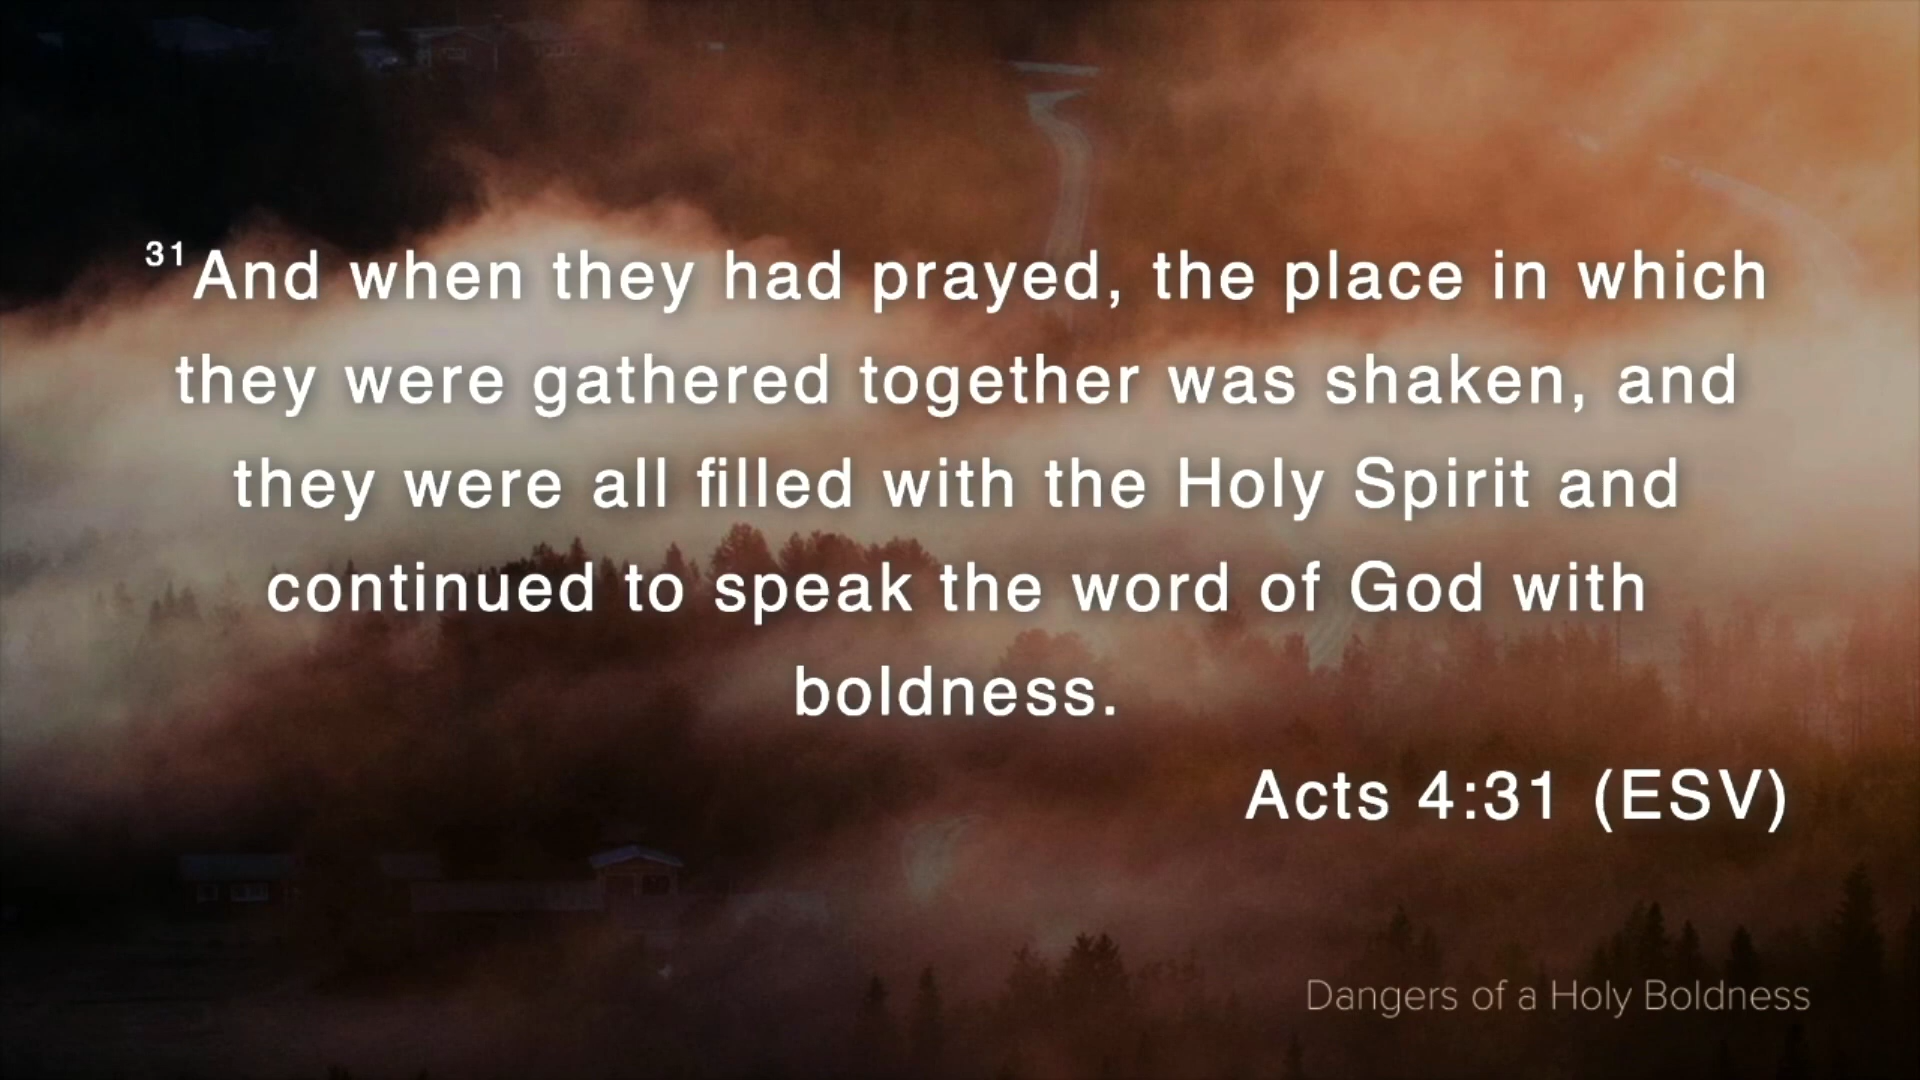 ³¹And when they had prayed, the place in which
they were gathered together was shaken, and
they were all filled with the Holy Spirit and
continued to speak the word of God with
boldness.
Acts 4:31 (ESV)
Dangers of a Holy Boldness